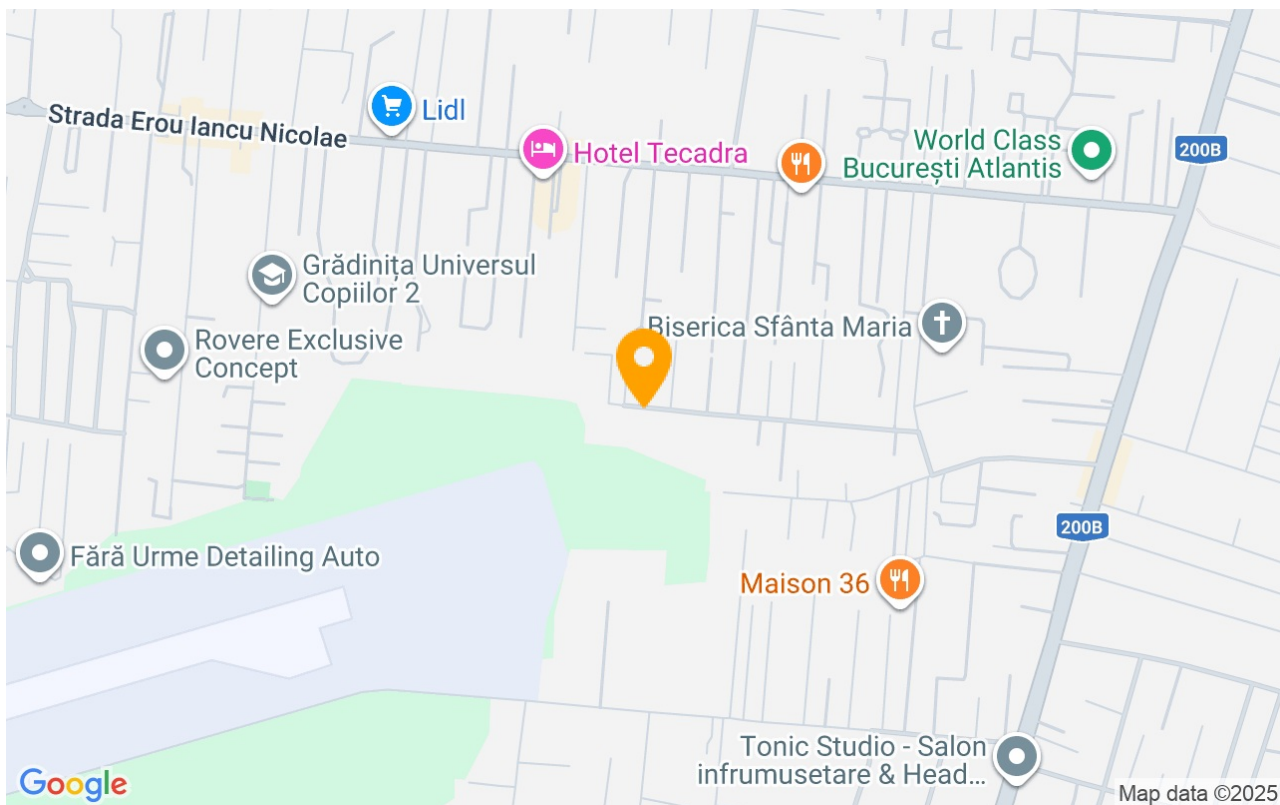 Strada Erou Iancu Nicolae
Lidl
Hotel Tecadra
World Class
București Atlantis
200B
Grădinița Universul
Copiilor 2
Rovere Exclusive
Concept
Biserica Sfânta Maria
200B
Fără Urme Detailing Auto
Maison 36
Tonic Studio - Salon
infrumusetare & Head...
Google
Map data ©2025